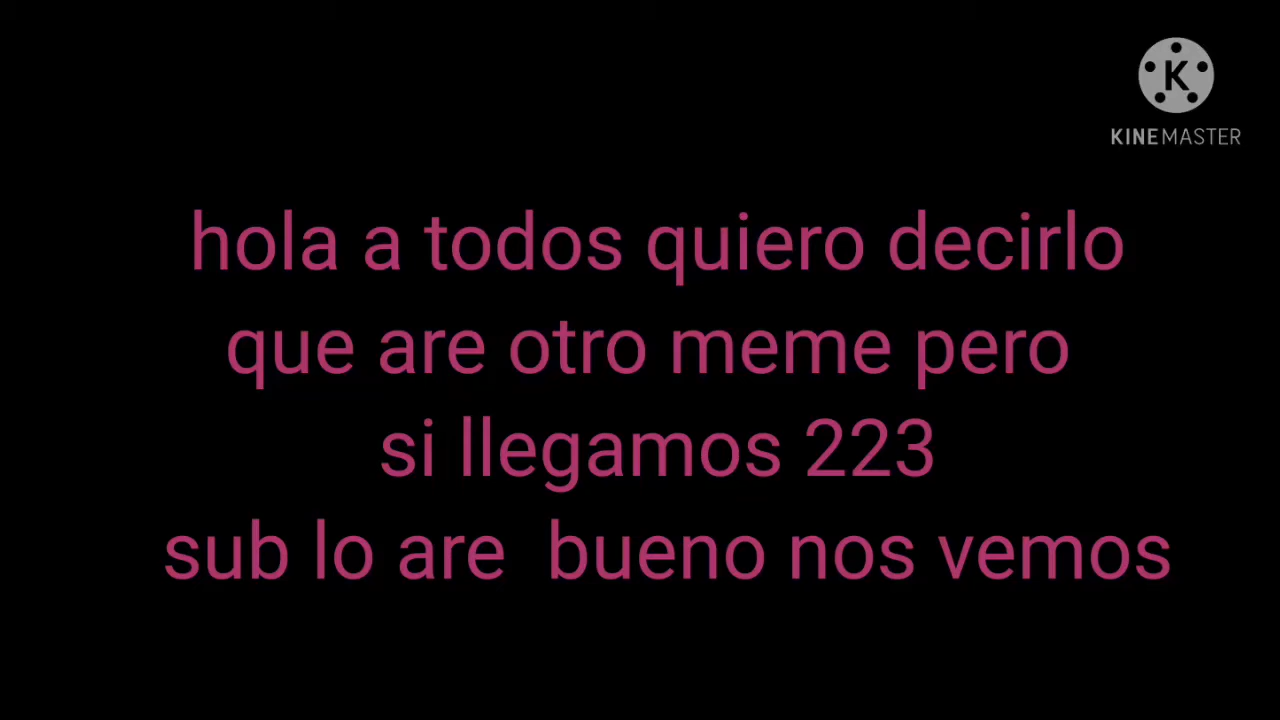 KINEMASTER
hola a todos quiero decirlo
que are otro meme pero
si llegamos 223
sub lo are bueno nos vemos